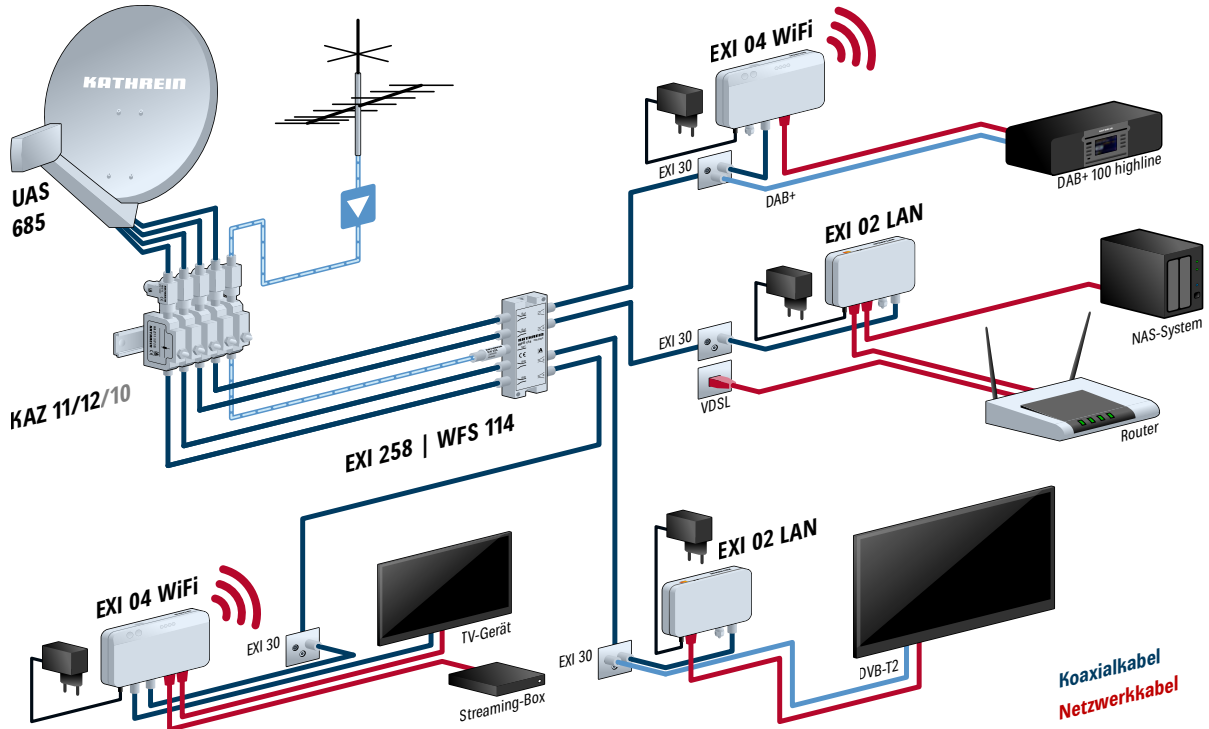 KATHREIN
UAS
685
KAZ 11/12/10
KATHREIN
EXI 258 | WFS 114
EXI 04 WiFi
EXI 30
DAB+
DAB+ 100 highline
EXI 02 LAN
EXI 30
VDSL
NAS-System
Router
EXI 04 WiFi
EXI 30
TV-Gerät
Streaming-Box
EXI 02 LAN
EXI 30
DVB-T2
Koaxialkabel
Netzwerkkabel